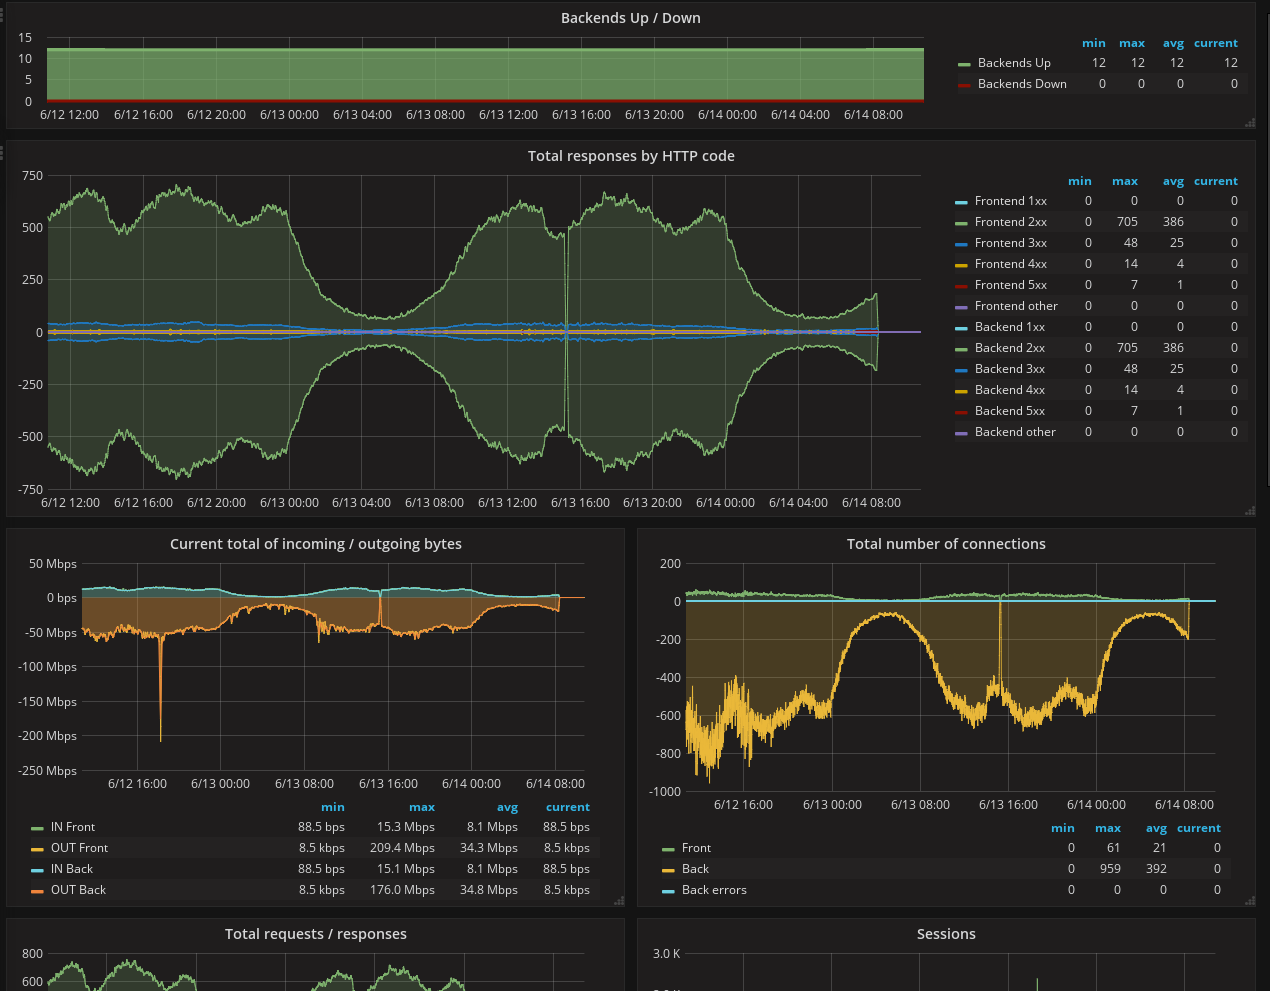 Backends Up / Down
15
10
5
0
6/12 12:00 6/12 16:00 6/12 20:00 6/13 00:00 6/13 04:00 6/13 08:00 6/13 12:00 6/13 16:00 6/13 20:00 6/14 00:00 6/14 04:00 6/14 08:00
min max avg current
Backends Up 12 12 12 12
Backends Down 0 0 0 0
Total responses by HTTP code
750
500
250
0
-250
-500
-750
6/12 12:00 6/12 16:00 6/12 20:00 6/13 00:00 6/13 04:00 6/13 08:00 6/13 12:00 6/13 16:00 6/13 20:00 6/14 00:00 6/14 04:00 6/14 08:00
min max avg current
Frontend 1xx 0 0 0 0
Frontend 2xx 0 705 386 0
Frontend 3xx 0 48 25 0
Frontend 4xx 0 14 4 0
Frontend 5xx 0 7 1 0
Frontend other 0 0 0 0
Backend 1xx 0 0 0 0
Backend 2xx 0 705 386 0
Backend 3xx 0 48 25 0
Backend 4xx 0 14 4 0
Backend 5xx 0 7 1 0
Backend other 0 0 0 0
Current total of incoming / outgoing bytes
50 Mbps
0 bps
-50 Mbps
-100 Mbps
-150 Mbps
-200 Mbps
-250 Mbps
6/12 16:00 6/13 00:00 6/13 08:00 6/13 16:00 6/14 00:00 6/14 08:00
min max avg current
IN Front 88.5 bps 15.3 Mbps 8.1 Mbps 88.5 bps
OUT Front 8.5 kbps 209.4 Mbps 34.3 Mbps 8.5 kbps
IN Back 88.5 bps 15.1 Mbps 8.1 Mbps 88.5 bps
OUT Back 8.5 kbps 176.0 Mbps 34.8 Mbps 8.5 kbps
Total number of connections
200
0
-200
-400
-600
-800
-1000
6/12 16:00 6/13 00:00 6/13 08:00 6/13 16:00 6/14 00:00 6/14 08:00
min max avg current
Front 0 61 21 0
Back 0 959 392 0
Back errors 0 0 0 0
Total requests / responses
800
600
Sessions
3.0 K